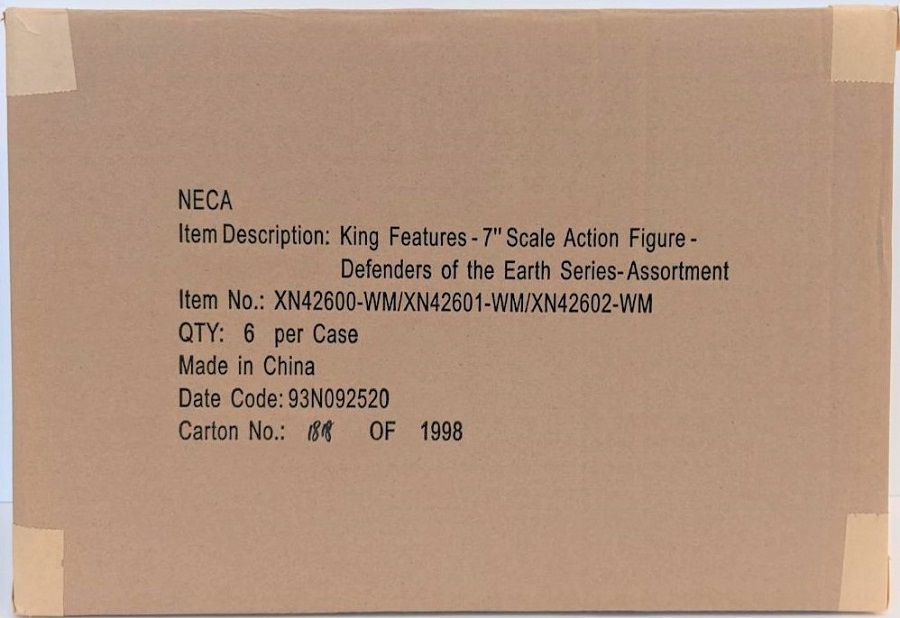 NECA
Item Description: King Features - 7" Scale Action Figure -
Defenders of the Earth Series- Assortment
Item No.: XN42600-WM/XN42601-WM/XN42602-WM
QTY: 6 per Case
Made in China
Date Code: 93N092520
Carton No.: OF 1998